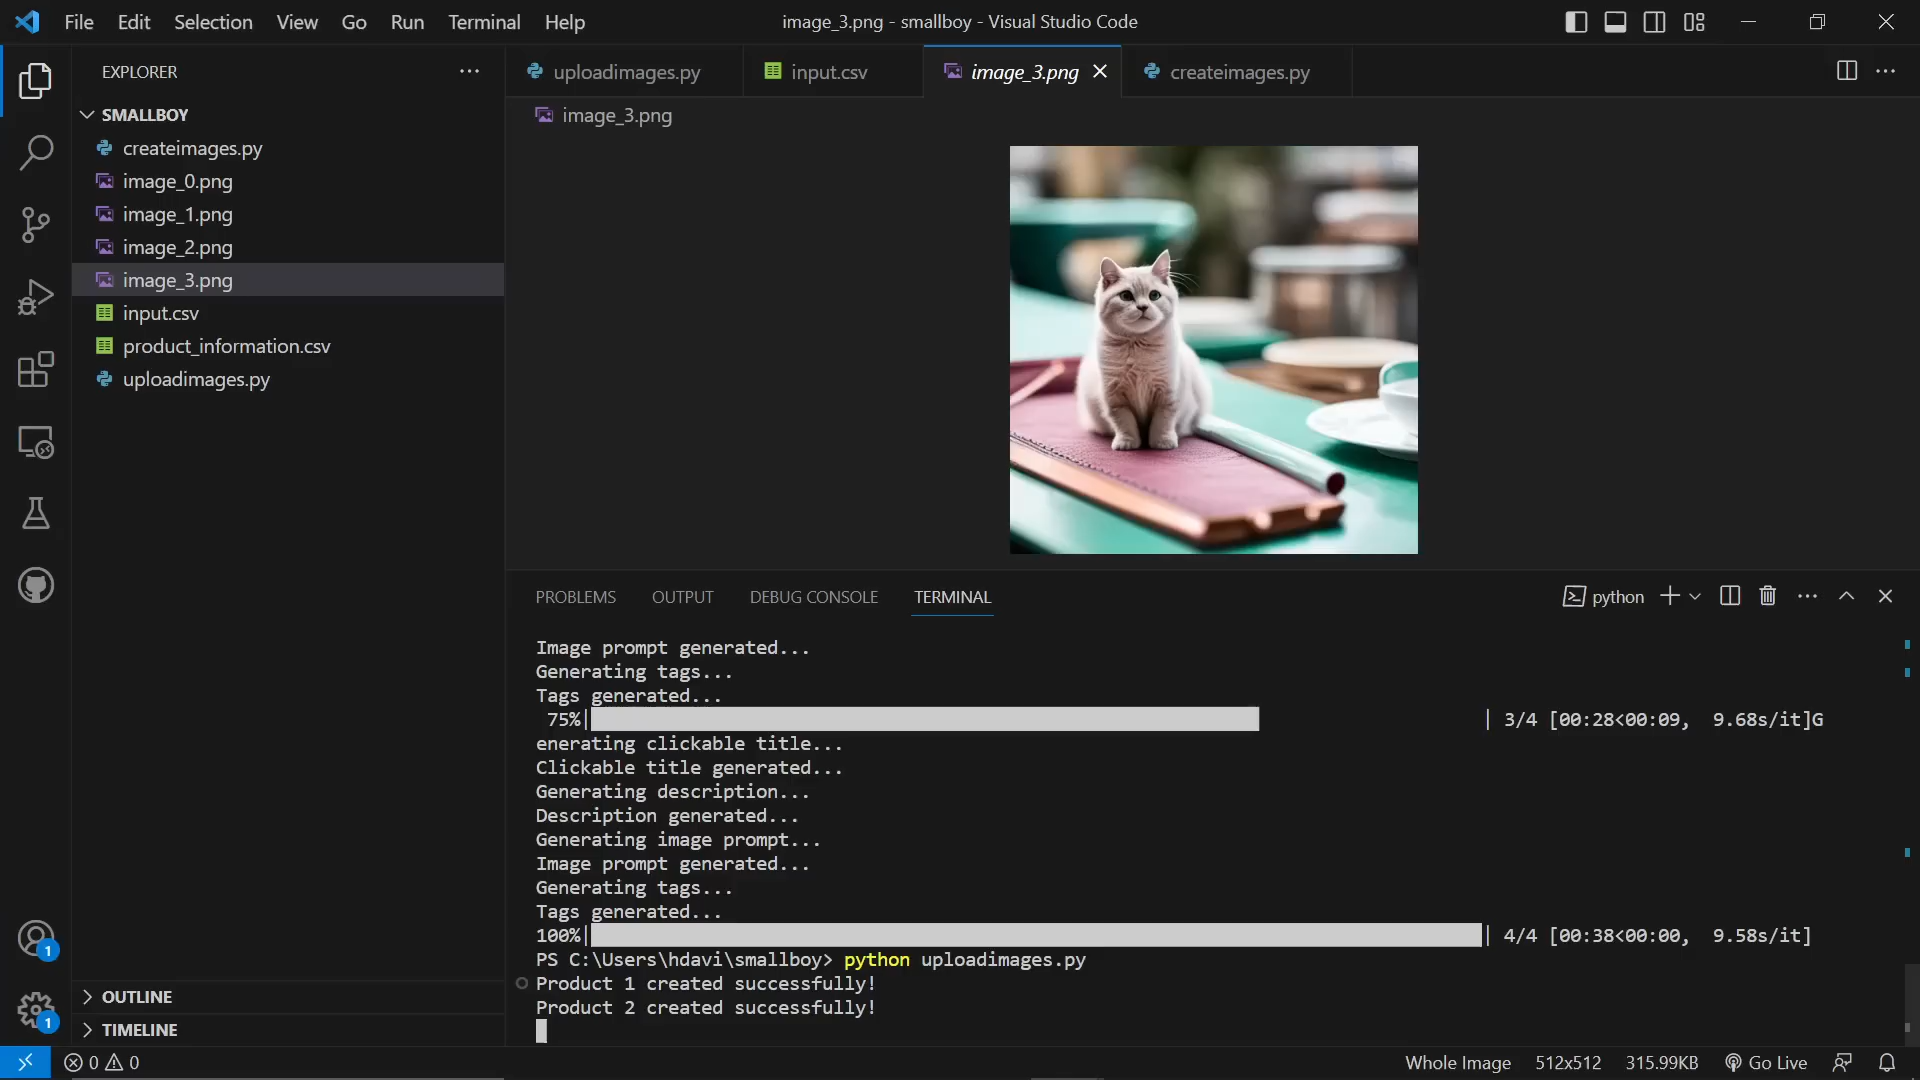 File Edit Selection View Go Run Terminal Help
image_3.png - smallboy - Visual Studio Code
EXPLORER
SMALLBOY
createimages.py
image_0.png
image_1.png
image_2.png
image_3.png
input.csv
product_information.csv
uploadimages.py
OUTLINE
TIMELINE
1
1
uploadimages.py
input.csv
image_3.png
createimages.py
image_3.png
PROBLEMS OUTPUT DEBUG CONSOLE TERMINAL
python
Image prompt generated...
Generating tags...
Tags generated...
75%| | 3/4 [00:28<00:09, 9.68s/it]G
enerating clickable title...
Clickable title generated...
Generating description...
Description generated...
Generating image prompt...
Image prompt generated...
Generating tags...
Tags generated...
100%| | 4/4 [00:38<00:00, 9.58s/it]
PS C:\Users\hdavi\smallboy> python uploadimages.py
Product 1 created successfully!
Product 2 created successfully!
0 0
Whole Image 512x512 315.99KB Go Live